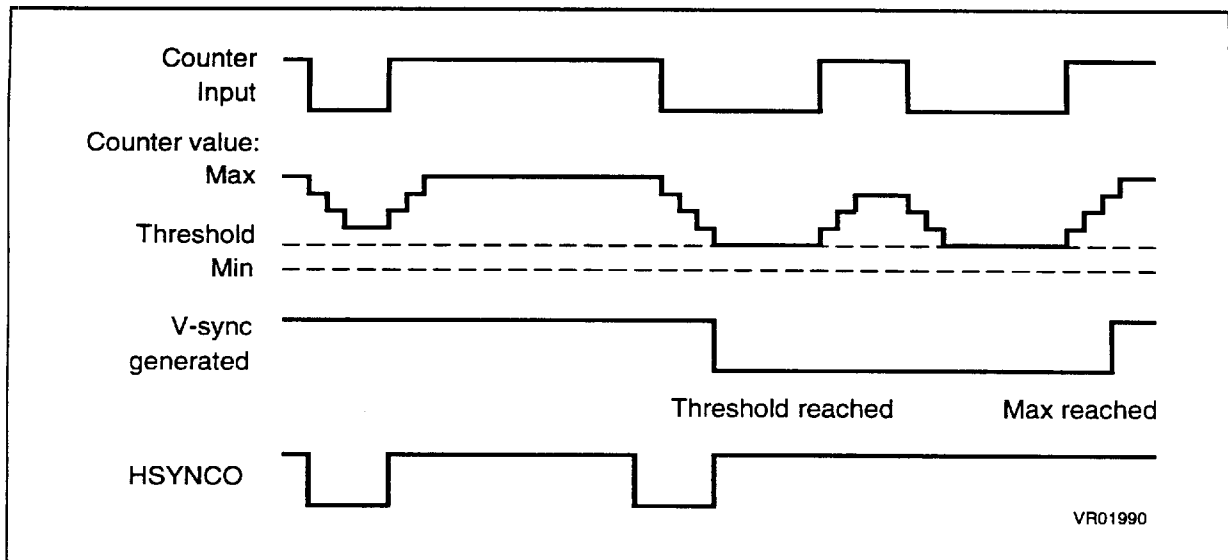 Counter
Input
Counter value:
Max
Threshold
Min
V-sync
generated
Threshold reached Max reached
HSYNCO
VR01990